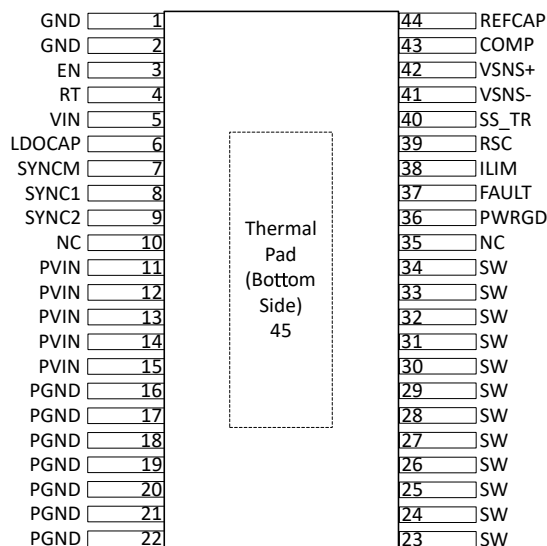 GND 1 44 REFCAP
GND 2 43 COMP
EN 3 42 VSNS+
RT 4 41 VSNS-
VIN 5 40 SS_TR
LDOCAP 6 39 RSC
SYNCM 7 38 ILIM
SYNC1 8 37 FAULT
SYNC2 9 36 PWRGD
NC 10 35 NC
PVIN 11 34 SW
PVIN 12 33 SW
PVIN 13 32 SW
PVIN 14 31 SW
PVIN 15 30 SW
PGND 16 29 SW
PGND 17 28 SW
PGND 18 27 SW
PGND 19 26 SW
PGND 20 25 SW
PGND 21 24 SW
PGND 22 23 SW
Thermal
Pad
(Bottom
Side)
45